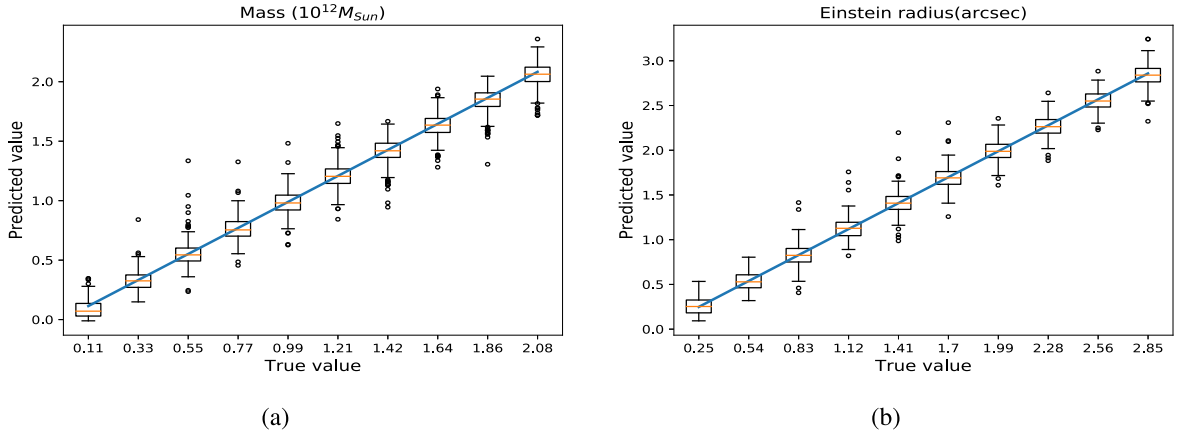 Mass (10^12 M_Sun)
Predicted value
2.0
1.5
1.0
0.5
0.0
0.11 0.33 0.55 0.77 0.99 1.21 1.42 1.64 1.86 2.08
True value
(a)
Einstein radius(arcsec)
Predicted value
3.0
2.5
2.0
1.5
1.0
0.5
0.0
0.25 0.54 0.83 1.12 1.41 1.7 1.99 2.28 2.56 2.85
True value
(b)